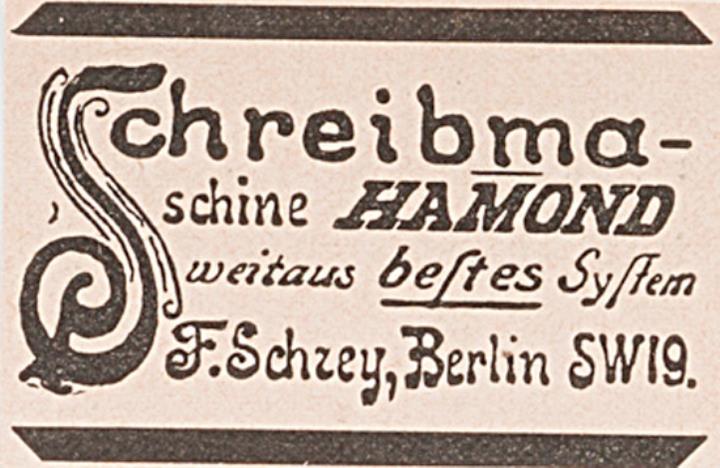 Schreibma-
schine HAMOND
weitaus beſtes Syſtem
F. Schrey, Berlin SW19.